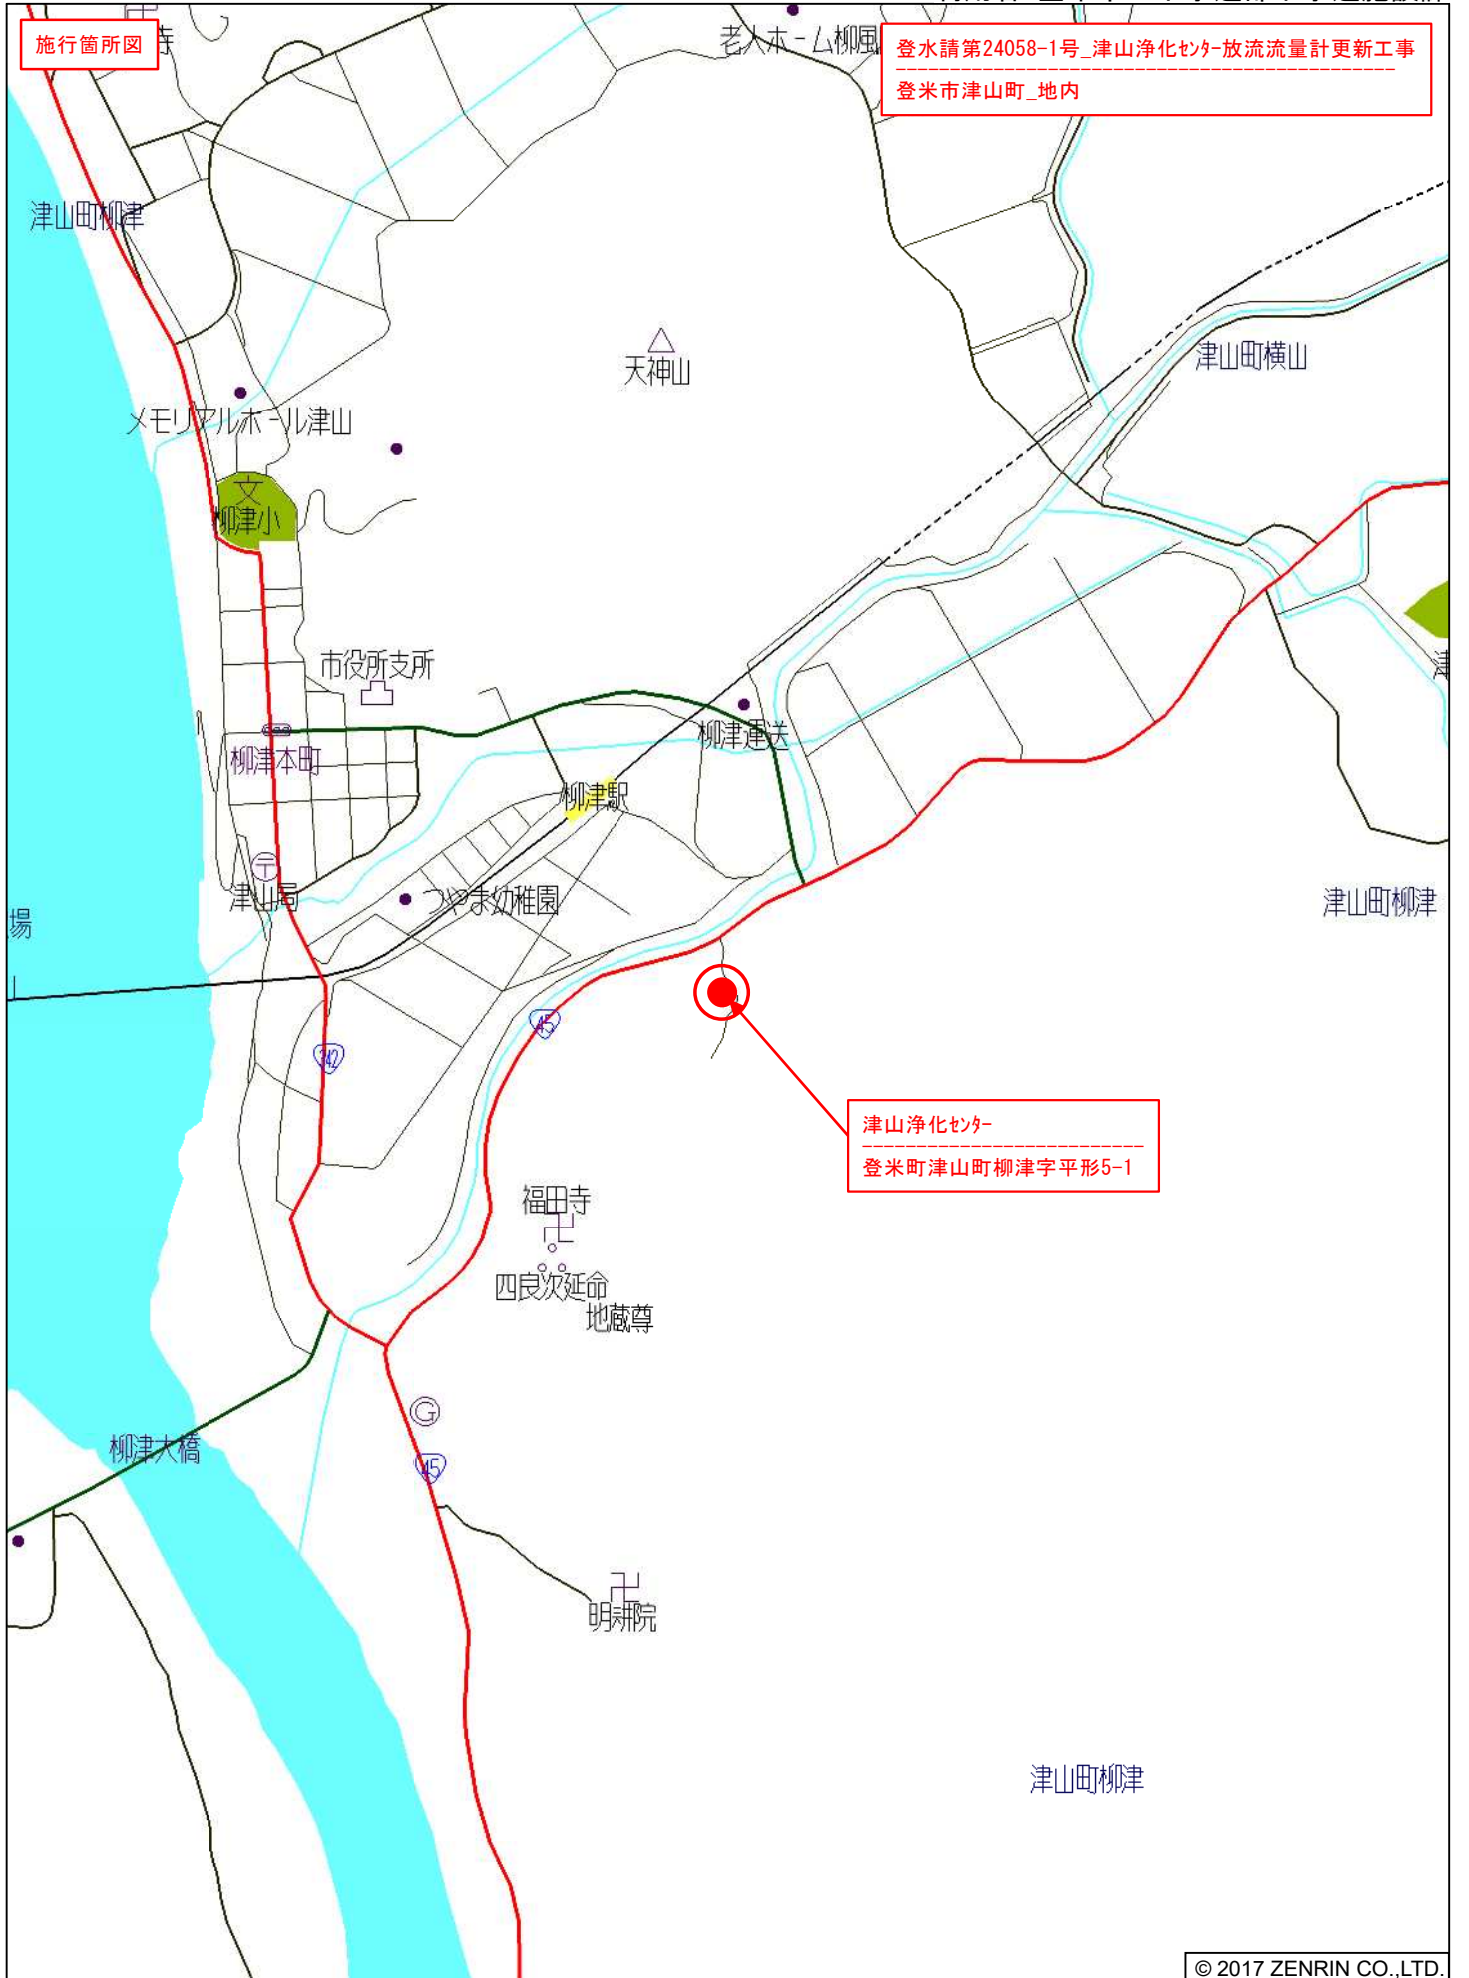 施行箇所図
寺
老人ホーム柳風
登水請第24058-1号_津山浄化センター放流流量計更新工事
登米市津山町_地内
津山町柳津
天神山
津山町横山
メモリアルホール津山
文
柳津小
市役所支所
津
柳津本町
柳津運送
柳津駅
〒
津山局
つやま幼稚園
津山町柳津
場
45
342
津山浄化センター
登米町津山町柳津字平形5-1
福田寺
四良次延命
地蔵尊
G
柳津大橋
45
明耕院
津山町柳津
© 2017 ZENRIN CO.,LTD.